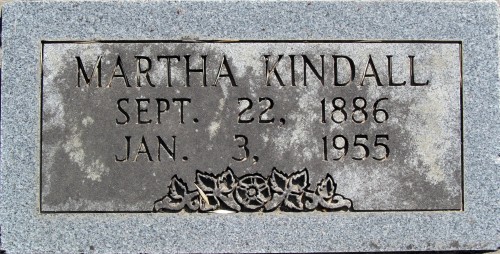 MARTHA KINDALL
SEPT. 22, 1886
JAN. 3, 1955